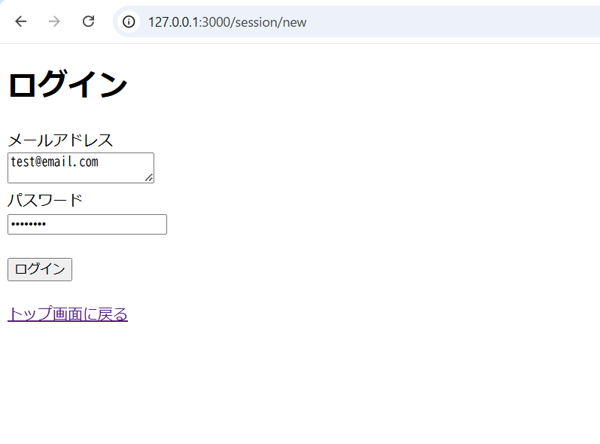 127.0.0.1:3000/session/new
ログイン
メールアドレス
test@email.com
パスワード
••••••••
ログイン
トップ画面に戻る